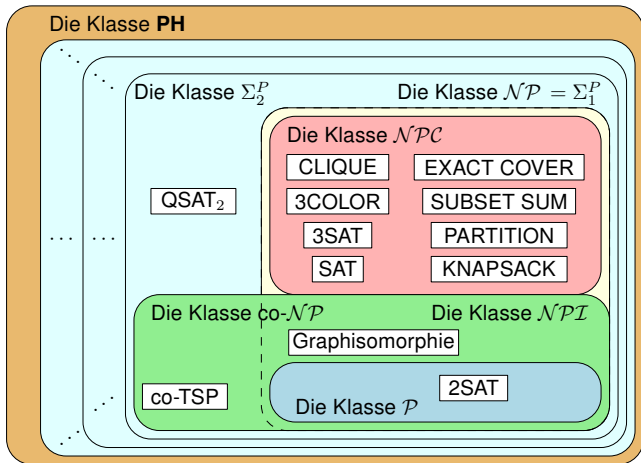 Die Klasse PH
Die Klasse Σ₂ᴾ
Die Klasse 𝒩𝒫 = Σ₁ᴾ
Die Klasse 𝒩𝒫𝒞
CLIQUE
EXACT COVER
3COLOR
SUBSET SUM
QSAT₂
3SAT
PARTITION
SAT
KNAPSACK
Die Klasse co-𝒩𝒫
Die Klasse 𝒩𝒫ℐ
Graphisomorphie
co-TSP
2SAT
Die Klasse 𝒫